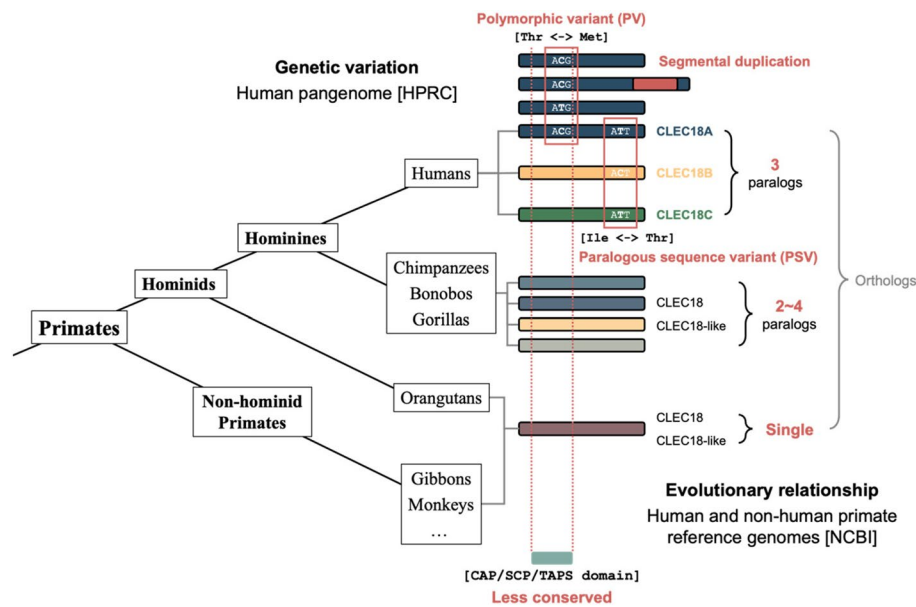 Polymorphic variant (PV)
[Thr <-> Met]
Genetic variation
Human pangenome [HPRC]
ACG
Segmental duplication
ACG
ATG
ACG
ATT
CLEC18A
Humans
ACT
CLEC18B
3
paralogs
ATT
CLEC18C
Hominines
[Ile <-> Thr]
Paralogous sequence variant (PSV)
Chimpanzees
Bonobos
Gorillas
Hominids
Orthologs
CLEC18
CLEC18-like
2~4
paralogs
Primates
Non-hominid
Primates
Orangutans
CLEC18
CLEC18-like
Single
Gibbons
Monkeys
...
Evolutionary relationship
Human and non-human primate
reference genomes [NCBI]
[CAP/SCP/TAPS domain]
Less conserved